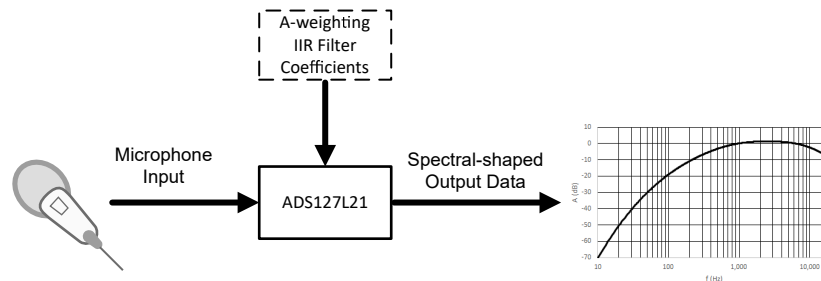 A-weighting
IIR Filter
Coefficients
Microphone
Input
ADS127L21
Spectral-shaped
Output Data
10
0
-10
-20
-30
-40
-50
-60
-70
A (dB)
10
100
1,000
10,000
f (Hz)